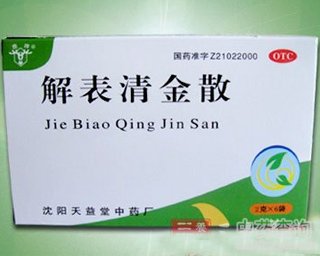 国药准字Z21022000
OTC
解表清金散
Jie Biao Qing Jin San
2克×6袋
沈阳天益堂中药厂